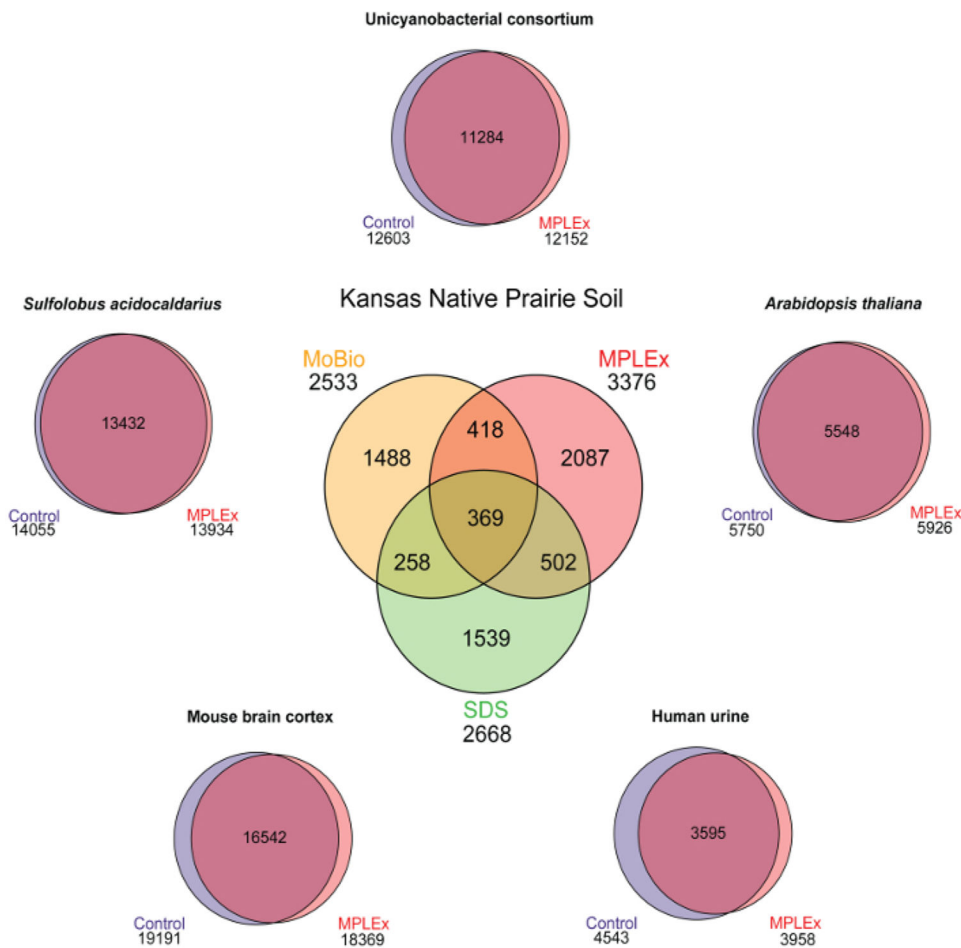 Unicyanobacterial consortium
11284
Control
12603
MPLEx
12152
Sulfolobus acidocaldarius
13432
Control
14055
MPLEx
13934
Kansas Native Prairie Soil
MoBio
2533
MPLEx
3376
1488
418
2087
369
258
502
1539
SDS
2668
Arabidopsis thaliana
5548
Control
5750
MPLEx
5926
Mouse brain cortex
16542
Control
19191
MPLEx
18369
Human urine
3595
Control
4543
MPLEx
3958